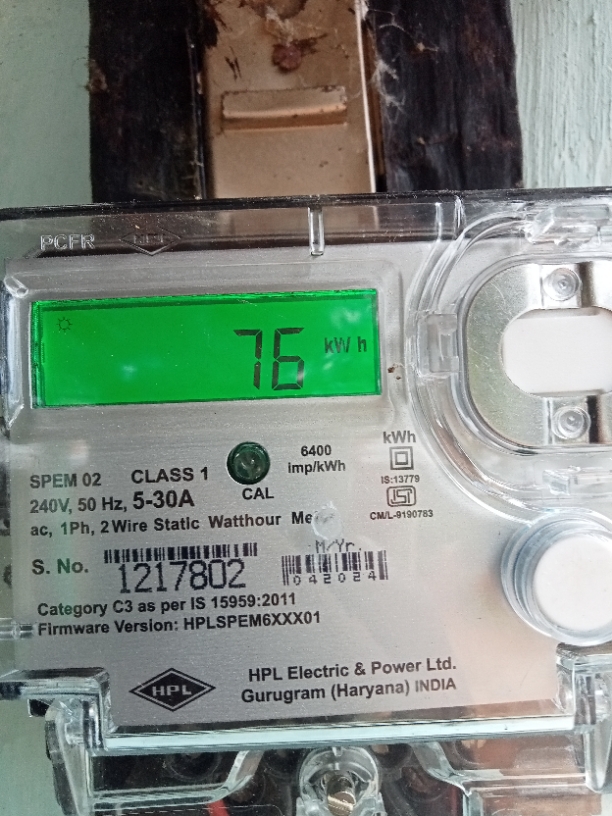 PCFR
76 kW h
6400
imp/kWh
kWh
IS:13779
CM/L-9190783
CAL
SPEM 02 CLASS 1
240V, 50 Hz, 5-30A
ac, 1Ph, 2 Wire Static Watthour
S. No. 1217802
M/Yr.
042024
Category C3 as per IS 15959:2011
Firmware Version: HPLSPEM6XXX01
HPL
HPL Electric & Power Ltd.
Gurugram (Haryana) INDIA